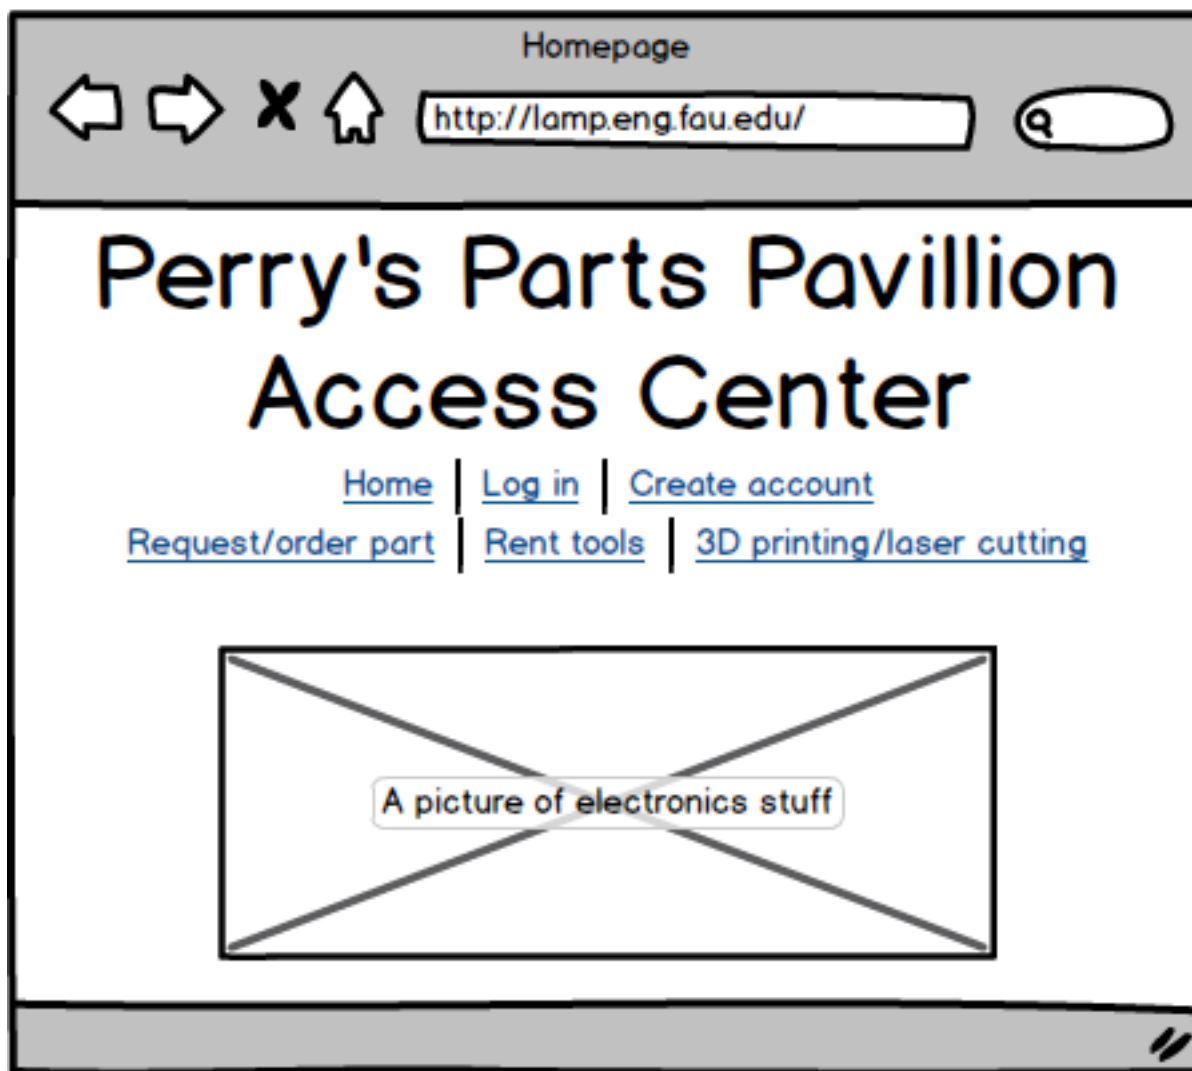 Homepage
http://lamp.eng.fau.edu/
Perry's Parts Pavillion
Access Center
Home | Log in | Create account
Request/order part | Rent tools | 3D printing/laser cutting
A picture of electronics stuff